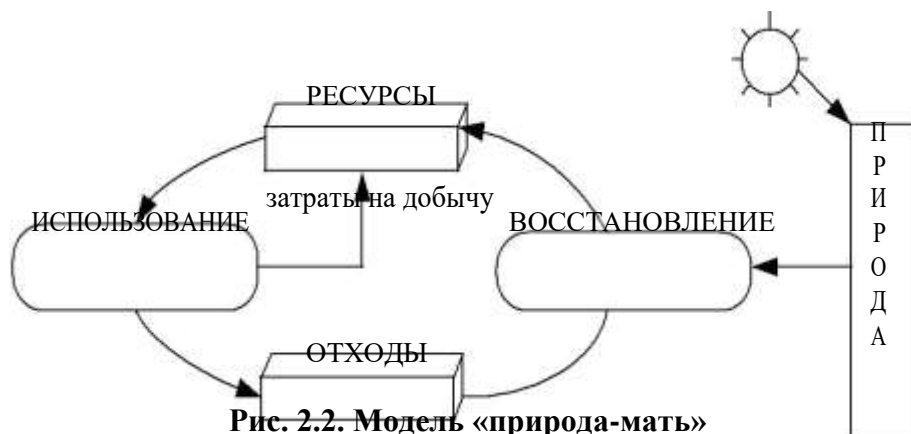 РЕСУРСЫ
затраты на добычу
ИСПОЛЬЗОВАНИЕ
ВОССТАНОВЛЕНИЕ
П
Р
И
Р
О
Д
А
ОТХОДЫ
Рис. 2.2. Модель «природа-мать»